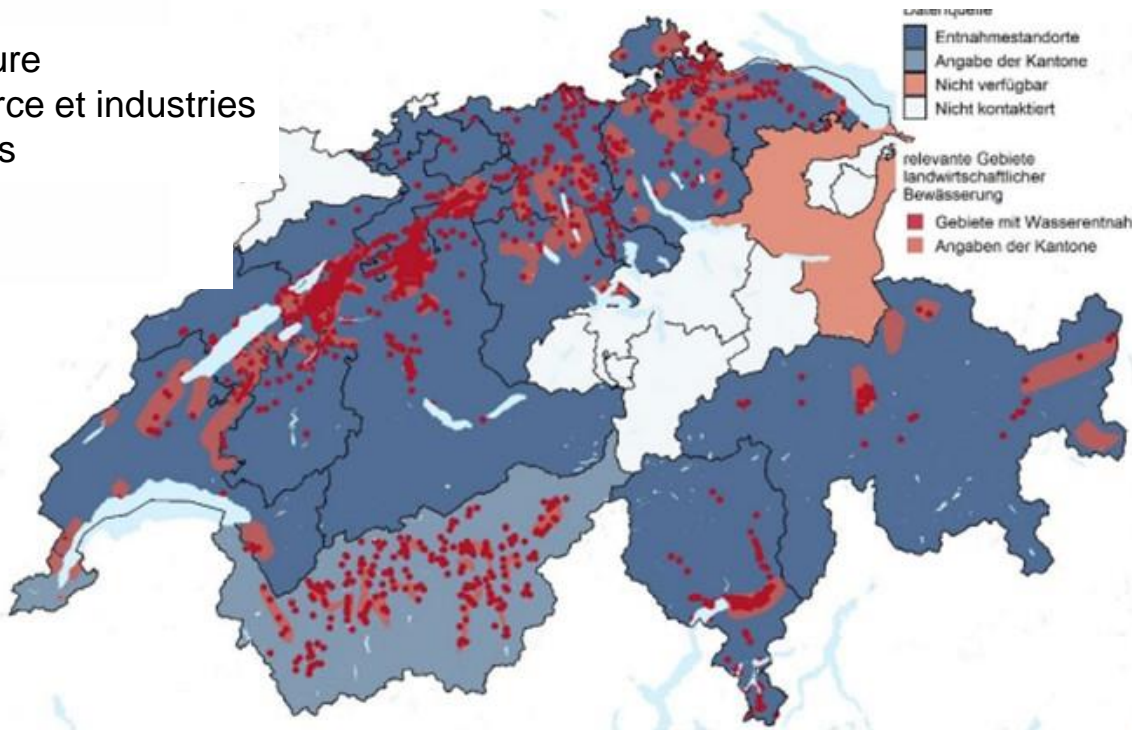 ure
rce et industries
s
Datenquelle
Entnahmestandorte
Angabe der Kantone
Nicht verfügbar
Nicht kontaktiert
relevante Gebiete
landwirtschaftlicher
Bewässerung
Gebiete mit Wasserentnah
Angaben der Kantone